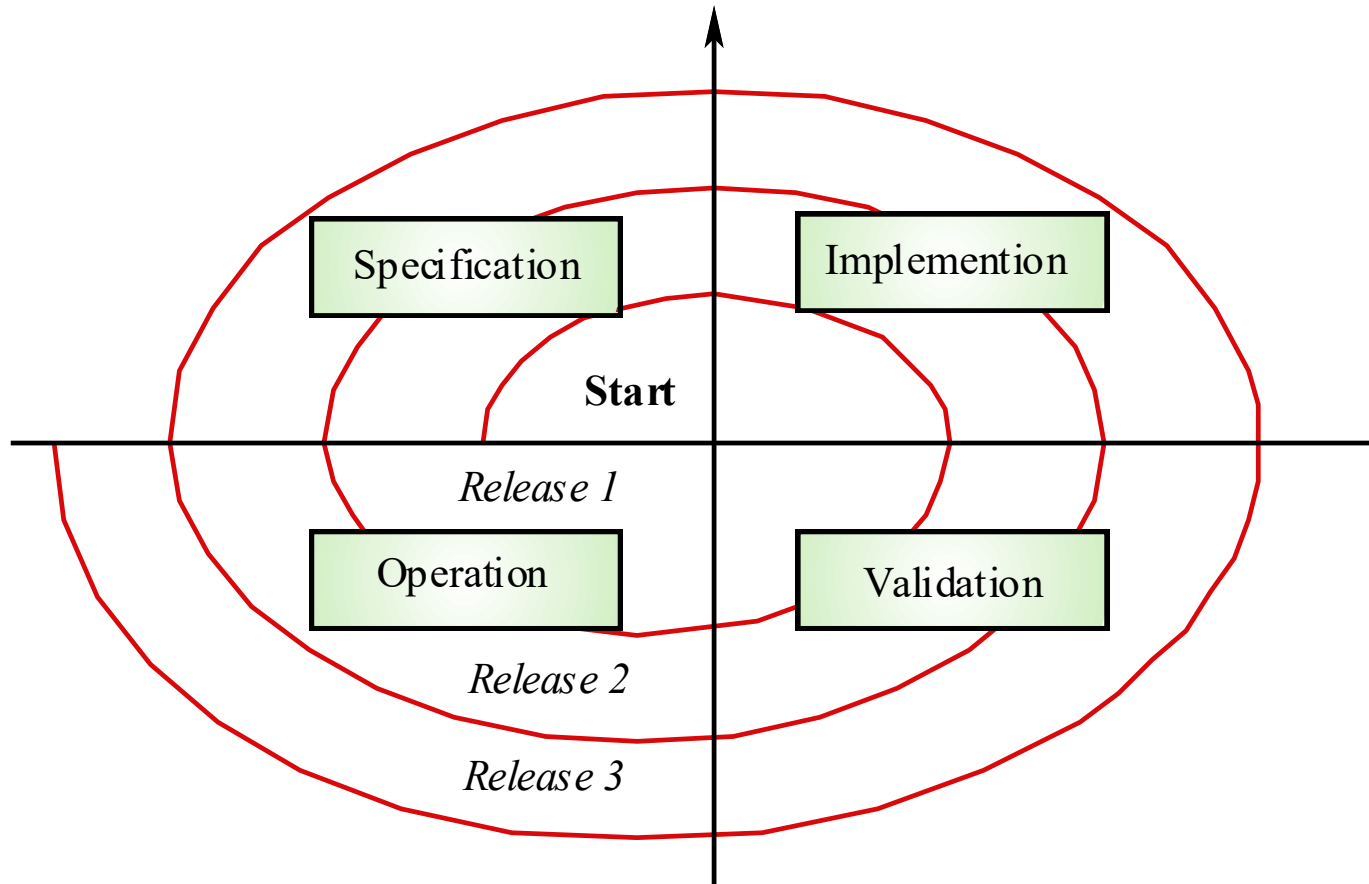 Specification
Implemention
Start
Release 1
Operation
Validation
Release 2
Release 3